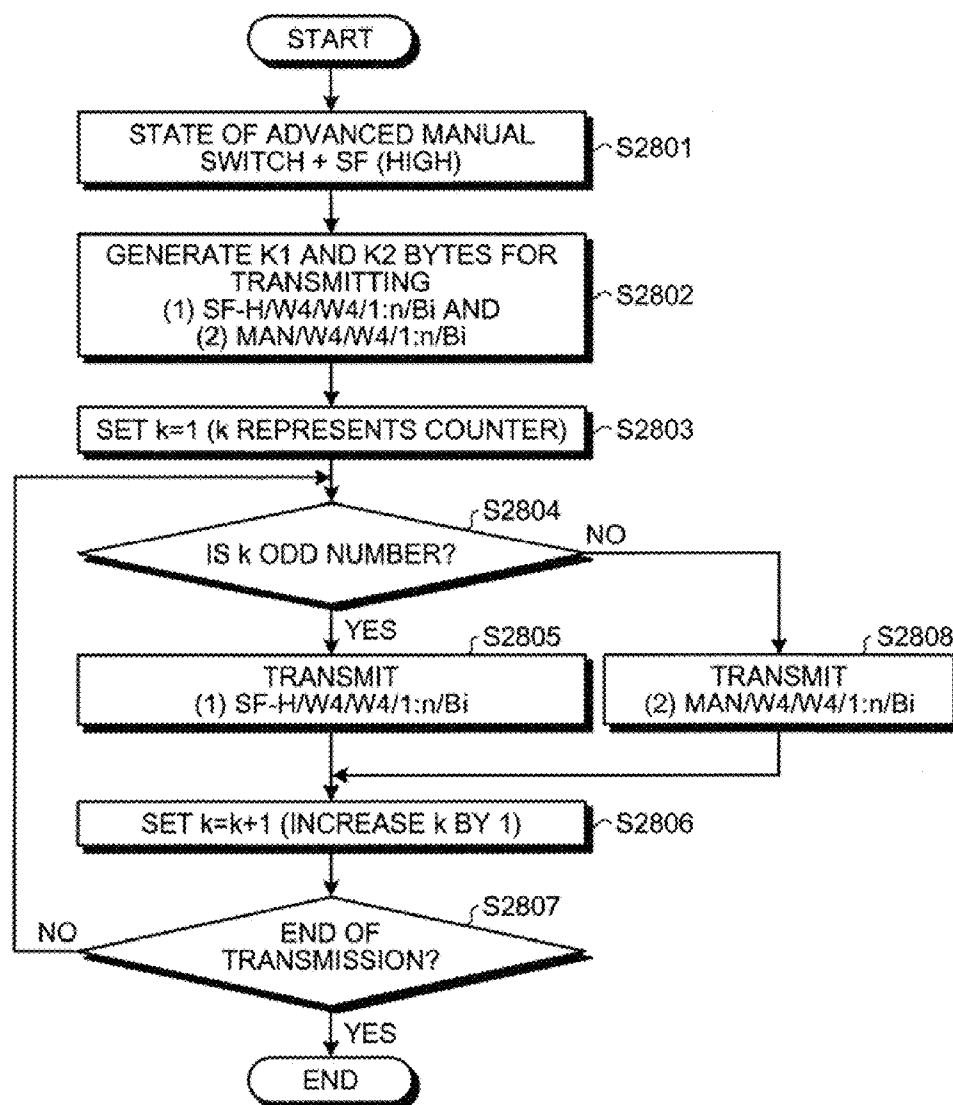 START
STATE OF ADVANCED MANUAL
SWITCH + SF (HIGH)
S2801
GENERATE K1 AND K2 BYTES FOR
TRANSMITTING
(1) SF-H/W4/W4/1:n/Bi AND
(2) MAN/W4/W4/1:n/Bi
S2802
SET k=1 (k REPRESENTS COUNTER)
S2803
S2804
IS k ODD NUMBER?
NO
YES
S2805
TRANSMIT
(1) SF-H/W4/W4/1:n/Bi
S2808
TRANSMIT
(2) MAN/W4/W4/1:n/Bi
SET k=k+1 (INCREASE k BY 1)
S2806
S2807
NO
END OF
TRANSMISSION?
YES
END